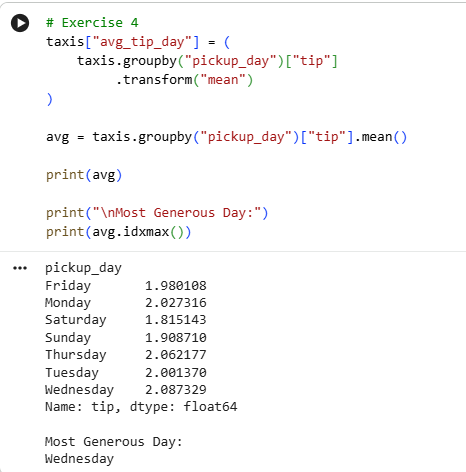 # Exercise 4
taxis["avg_tip_day"] = (
    taxis.groupby("pickup_day")["tip"]
         .transform("mean")
)

avg = taxis.groupby("pickup_day")["tip"].mean()

print(avg)

print("\nMost Generous Day:")
print(avg.idxmax())
pickup_day
Friday       1.980108
Monday       2.027316
Saturday     1.815143
Sunday       1.908710
Thursday     2.062177
Tuesday      2.001370
Wednesday    2.087329
Name: tip, dtype: float64

Most Generous Day:
Wednesday